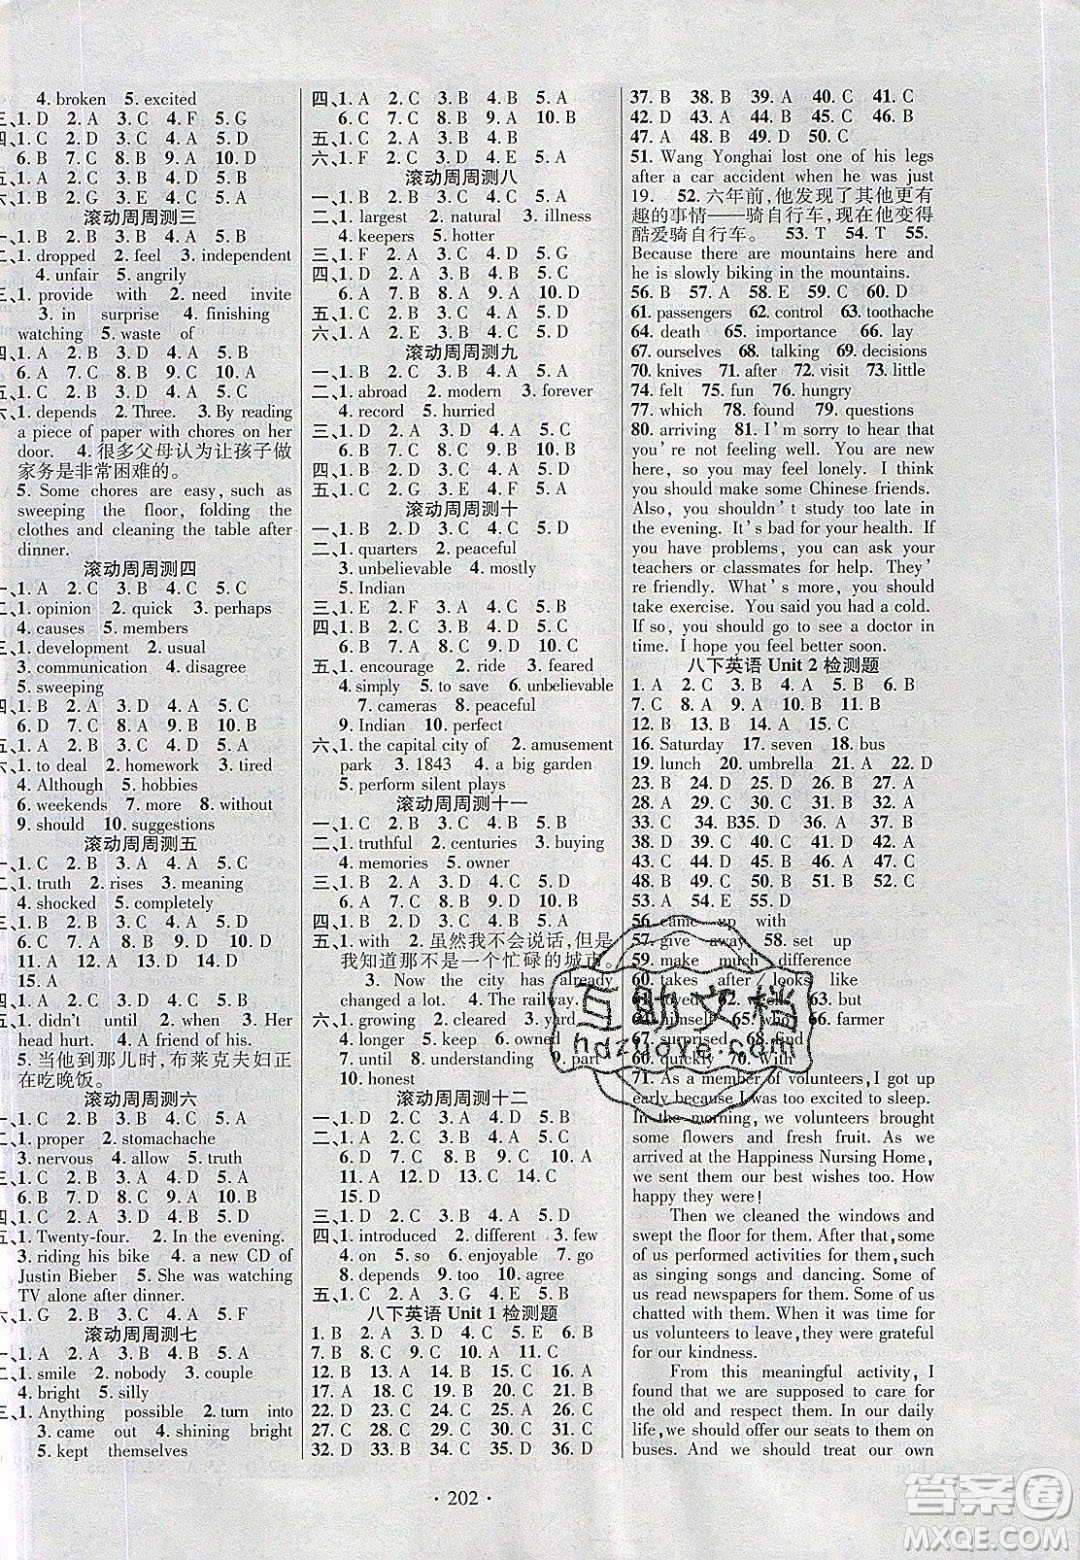 4. broken 5. excited
三、1. D 2. A 3. C 4. F 5. G
四、1. C 2. D 3. A 4. B 5. B
6. B 7. C 8. B 9. A 10. D
五、1. C 2. A 3. B 4. D 5. A
六、1. B 2. G 3. E 4. C 5. A
滚动周周测三
一、1. B 2. B 3. C 4. D 5. A
二、1. dropped 2. feel 3. independent
4. unfair 5. angrily
三、1. provide with 2. need invite
3. in surprise 4. finishing
watching 5. waste of
四、1. A 2. B 3. C 4. B 5. D
6. A 7. D 8. B 9. C 10. A
五、1. C 2. D 3. A 4. B 5. C
六、1. depends 2. Three. 3. By reading
a piece of paper with chores on her
door. 4. 很多父母认为让孩子做
家务是非常困难的。
5. Some chores are easy, such as
sweeping the floor, folding the
clothes and cleaning the table after
dinner.
滚动周周测四
一、1. A 2. C 3. B 4. C 5. D
二、1. opinion 2. quick 3. perhaps
4. causes 5. members
三、1. development 2. usual
3. communication 4. unclear
5. sweeping
四、1. B 2. A 3. D 4. A 5. C
6. D 7. C 8. A 9. B 10. B
五、1. C 2. B 3. A 4. D 5. B
六、1. to deal 2. homework 3. tired
4. Although 5. hobbies
6. weekends 7. more 8. without
9. should 10. suggestions
滚动周周测五
一、1. C 2. B 3. A 4. D 5. C
二、1. truth 2. rises 3. meaning
4. shocked 5. completely
三、1. C 2. B 3. A 4. A 5. D
6. C 7. C 8. A 9. D 10. B
11. A 12. A 13. D 14. B
15. A
四、1. C 2. D 3. A 4. B 5. D
五、1. didn't until 2. when 3. Her
head hurt. 4. A friend of his.
5. 当他到那儿时,布莱克夫妇正
在吃晚饭。
滚动周周测六
一、1. C 2. A 3. B 4. C 5. D
二、1. proper 2. stomachache
3. nervous 4. allow 5. truth
三、1. C 2. B 3. A 4. C 5. D
6. B 7. D 8. B 9. C 10. A
四、1. C 2. A 3. D 4. B 5. C
五、1. Twenty-four. 2. In the evening.
3. riding his bike 4. a new CD of
Justin Bieber 5. She was watching
TV alone after dinner.
六、1. G 2. B 3. C 4. A 5. F
滚动周周测七
一、1. A 2. A 3. B 4. C 5. D
二、1. smile 2. nobody 3. couple
4. bright 5. silly
三、1. Anything possible 2. turn into
3. came out 4. shining bright
5. kept themselves
四、1. A 2. C 3. B 4. B 5. A
6. C 7. C 8. B 9. A 10. B
五、1. B 2. C 3. D 4. D 5. C
六、1. F 2. G 3. D 4. E 5. A
滚动周周测八
二、1. largest 2. natural 3. illness
4. keepers 5. hotter
三、1. F 2. A 3. C 4. D 5. G
四、1. D 2. A 3. C 4. C 5. D
6. A 7. B 8. A 9. B 10. D
五、1. D 2. B 3. C 4. A 5. B
六、1. A 2. C 3. D 4. B 5. D
滚动周周测九
一、1. B 2. B 3. C 4. C 5. A
二、1. abroad 2. modern 3. forever
4. record 5. hurried
三、1. D 2. C 3. C 4. D 5. B
6. A 7. B 8. D 9. B 10. C
四、1. D 2. C 3. D 4. B 5. A
五、1. C 2. D 3. G 4. F 5. E
滚动周周测十
一、1. B 2. D 3. C 4. A 5. D
二、1. quarters 2. peaceful
3. unbelievable 4. mostly
5. Indian
三、1. E 2. F 3. A 4. C 5. G
四、1. B 2. D 3. A 4. D 5. B
6. C 7. A 8. C 9. D 10. B
五、1. encourage 2. ride 3. feared
4. simply 5. to save 6. unbelievable
7. cameras 8. peaceful
9. Indian 10. perfect
六、1. the capital city of 2. amusement
park 3. 1843 4. a big garden
5. perform silent plays
滚动周周测十一
一、1. C 2. B 3. B 4. D 5. C
二、1. truthful 2. centuries 3. buying
4. memories 5. owner
三、1. B 2. A 3. D 4. C 5. D
6. B 7. C 8. D 9. C 10. A
四、1. B 2. B 3. C 4. D 5. D
五、1. with 2. 虽然我不会说话,但是
我知道那不是一个忙碌的城市。
3. Now the city has already
changed a lot. 4. The railway.
六、1. growing 2. cleared 3. yard
4. longer 5. keep 6. owned
7. until 8. understanding 9. part
10. honest
滚动周周测十二
一、1. D 2. B 3. B 4. C 5. D
二、1. A 2. C 3. B 4. A 5. D
6. D 7. C 8. B 9. C 10. B
11. A 12. A 13. C 14. B
15. D
三、1. D 2. C 3. B 4. A 5. D
四、1. introduced 2. different 3. few
4. on 5. so 6. enjoyable 7. go
8. depends 9. too 10. agree
五、1. C 2. D 3. B 4. A 5. E
八下英语 Unit 1 检测题
1. B 2. B 3. A 4. B 5. C 6. B
7. A 8. C 9. B 10. C 11. A
12. B 13. B 14. C 15. C 16. B
17. A 18. C 19. C 20. C 21. B
22. D 23. C 24. A 25. B 26. A
27. C 28. C 29. B 30. C 31. C
32. D 33. A 34. C 35. D 36. B
37. B 38. B 39. A 40. C 41. C
42. D 43. D 44. A 45. B 46. C
47. A 48. B 49. D 50. C
51. Wang Yonghai lost one of his legs
after a car accident when he was just
19. 52. 六年前,他发现了其他更有
趣的事情——骑自行车,现在他变得
酷爱骑自行车。 53. T 54. T 55.
Because there are mountains here and
he is slowly biking in the mountains.
56. B 57. E 58. C 59. A 60. D
61. passengers 62. control 63. toothache
64. death 65. importance 66. lay
67. ourselves 68. talking 69. decisions
70. knives 71. after 72. visit 73. little
74. felt 75. fun 76. hungry
77. which 78. found 79. questions
80. arriving 81. I'm sorry to hear that
you're not feeling well. You are new
here, so you may feel lonely. I think
you should make some Chinese friends.
Also, you shouldn't study too late in
the evening. It's bad for your health. If
you have problems, you can ask your
teachers or classmates for help. They're
kind and friendly. What's more, you should
take exercise. You said you had a cold.
If so, you should go to see a doctor in
time. I hope you feel better soon.
八下英语 Unit 2 检测题
1. A 2. C 3. B 4. A 5. B 6. A
7. C 8. A 9. A 10. B 11. B
12. B 13. A 14. C 15. C
16. Saturday 17. seven 18. bus
19. lunch 20. umbrella 21. A 22. D
23. D 24. C 25. D 26. A 27. B
28. A 29. A 30. B 31. B 32. A
33. C 34. B 35. D 36. A 37. A
38. D 39. C 40. D 41. C 42. A
43. C 44. C 45. A 46. D 47. C
48. B 49. A 50. B 51. B 52. C
53. A 54. E 55. D
56. came up with
57. give away 58. set up
59. make much difference
60. takes after 61. looks like
62. 63. but
64. himself 65. who 66. farmer
67. surprised 68. 69.
70. quickly
71. As a member of volunteers, I got up
early because I was too excited to sleep.
In the morning, we volunteers brought
some flowers and fresh fruit. As we
arrived at the Happiness Nursing Home,
we sent them our best wishes too. How
happy they were!
Then we cleaned the windows and
swept the floor for them. After that, some
of us performed activities for them, such
as singing songs and dancing. Some of
us read newspapers for them. Some of us
chatted with them. When it was time for
us volunteers to leave, they were grateful
for our kindness.
From this meaningful activity, I
found that we are supposed to care for
the old and respect them. In our daily
life, we should offer our seats to them on
buses. And we should treat our own
· 202 ·
互助文档
hdzuoye.com
答案圈
MXQE.COM